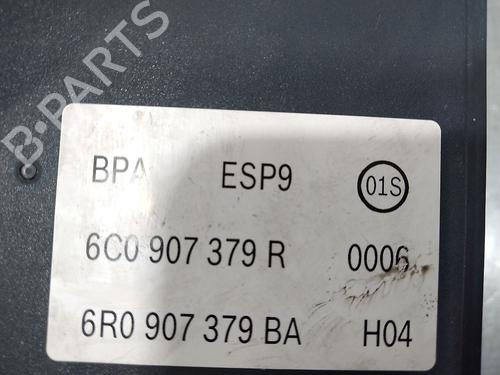 B-PARTS
BPA ESP9 01S
6C0 907 379 R 0006
6R0 907 379 BA H04